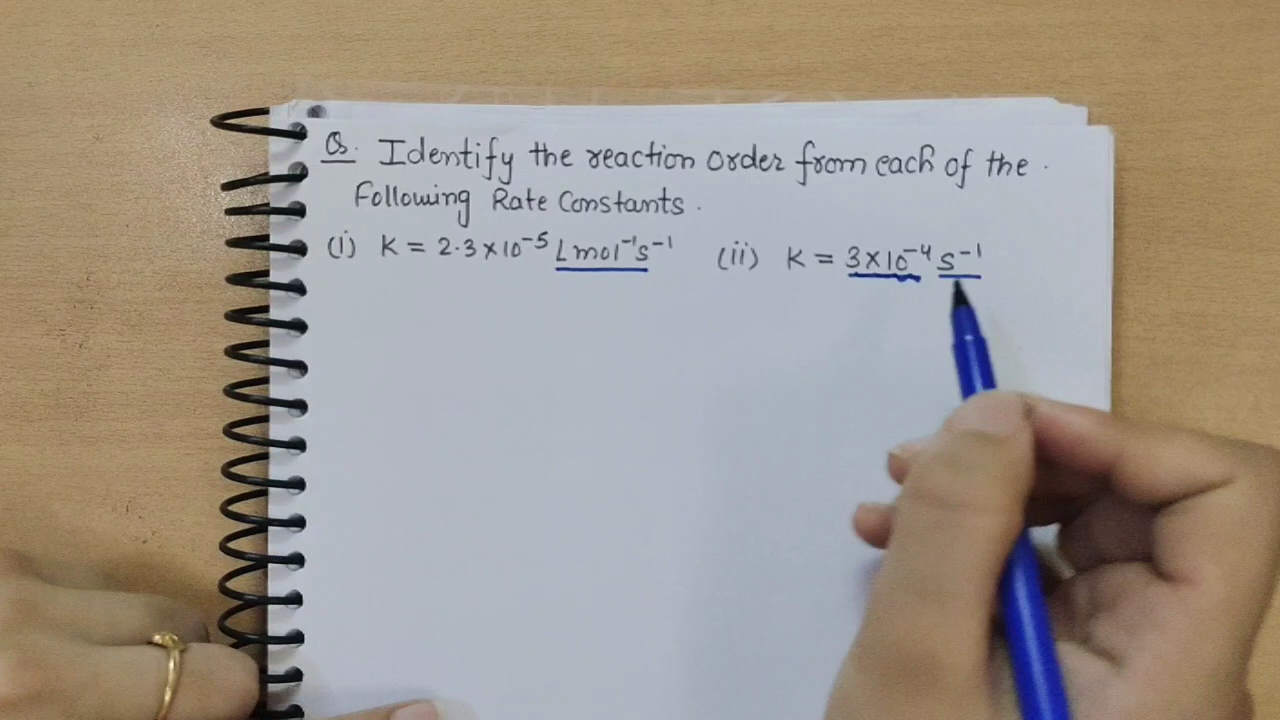 Q. Identify the reaction order from each of the.
Following Rate Constants.
(i) K = 2.3×10⁻⁵ L mol⁻¹s⁻¹ (ii) K = 3×10⁻⁴ s⁻¹